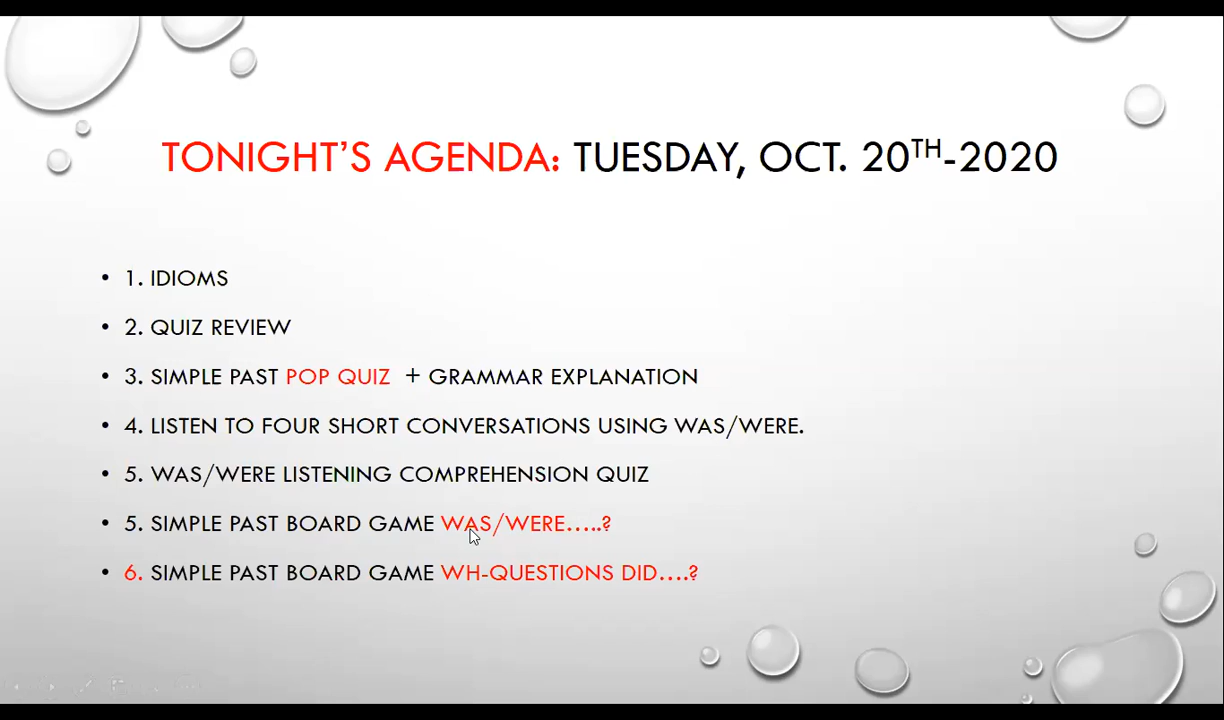 TONIGHT'S AGENDA: TUESDAY, OCT. 20TH-2020
• 1. IDIOMS
• 2. QUIZ REVIEW
• 3. SIMPLE PAST POP QUIZ + GRAMMAR EXPLANATION
• 4. LISTEN TO FOUR SHORT CONVERSATIONS USING WAS/WERE.
• 5. WAS/WERE LISTENING COMPREHENSION QUIZ
• 5. SIMPLE PAST BOARD GAME WAS/WERE.....?
• 6. SIMPLE PAST BOARD GAME WH-QUESTIONS DID....?